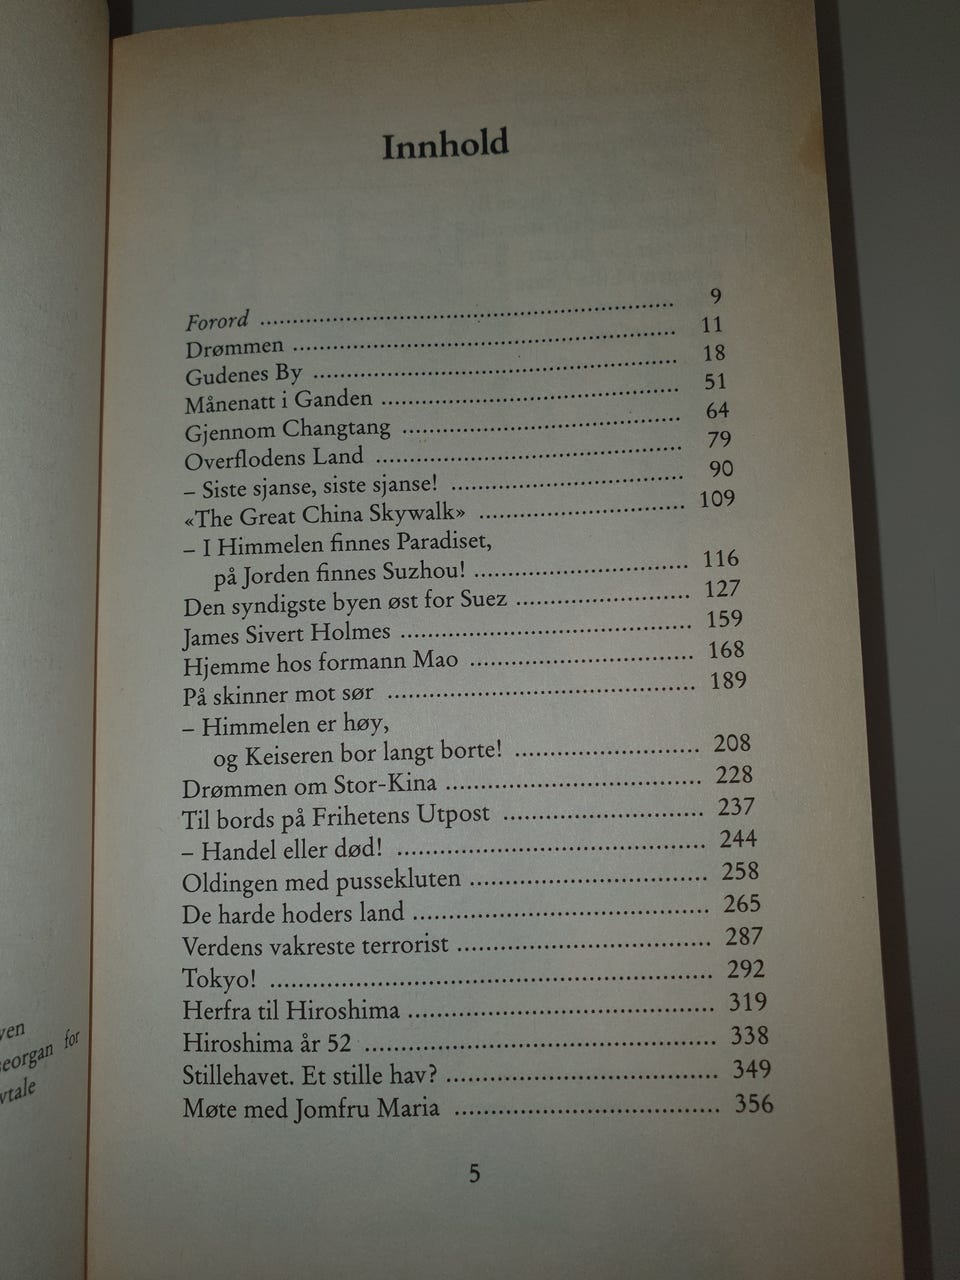 Innhold
Forord 9
Drømmen 11
Gudenes By 18
Månenatt i Ganden 51
Gjennom Changtang 64
Overflodens Land 79
– Siste sjanse, siste sjanse! 90
«The Great China Skywalk» 109
– I Himmelen finnes Paradiset,
på Jorden finnes Suzhou! 116
Den syndigste byen øst for Suez 127
James Sivert Holmes 159
Hjemme hos formann Mao 168
På skinner mot sør 189
– Himmelen er høy,
og Keiseren bor langt borte! 208
Drømmen om Stor-Kina 228
Til bords på Frihetens Utpost 237
– Handel eller død! 244
Oldingen med pussekluten 258
De harde hoders land 265
Verdens vakreste terrorist 287
Tokyo! 292
Herfra til Hiroshima 319
Hiroshima år 52 338
Stillehavet. Et stille hav? 349
Møte med Jomfru Maria 356
5
for